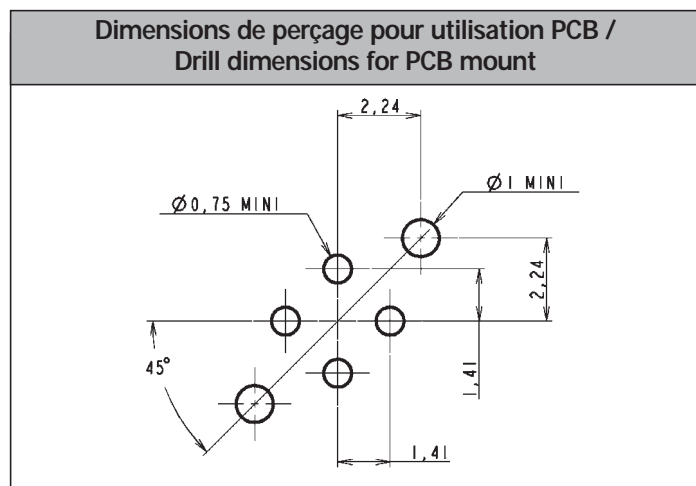 Dimensions de perçage pour utilisation PCB /
Drill dimensions for PCB mount
2,24
Ø1 MINI
Ø0,75 MINI
2,24
45°
1,41
1,41